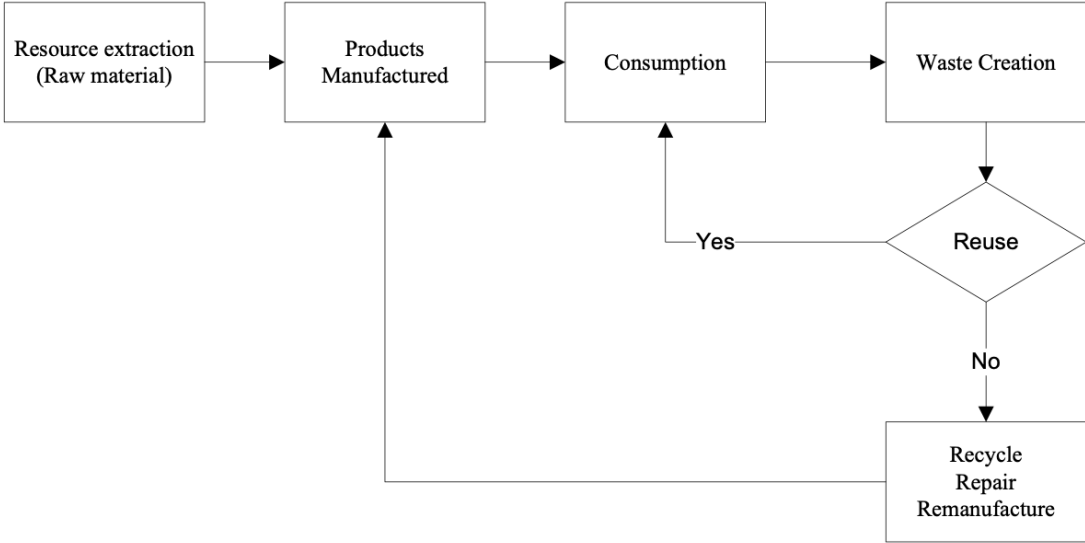 Resource extraction
(Raw material)
Products
Manufactured
Consumption
Waste Creation
Yes
Reuse
No
Recycle
Repair
Remanufacture